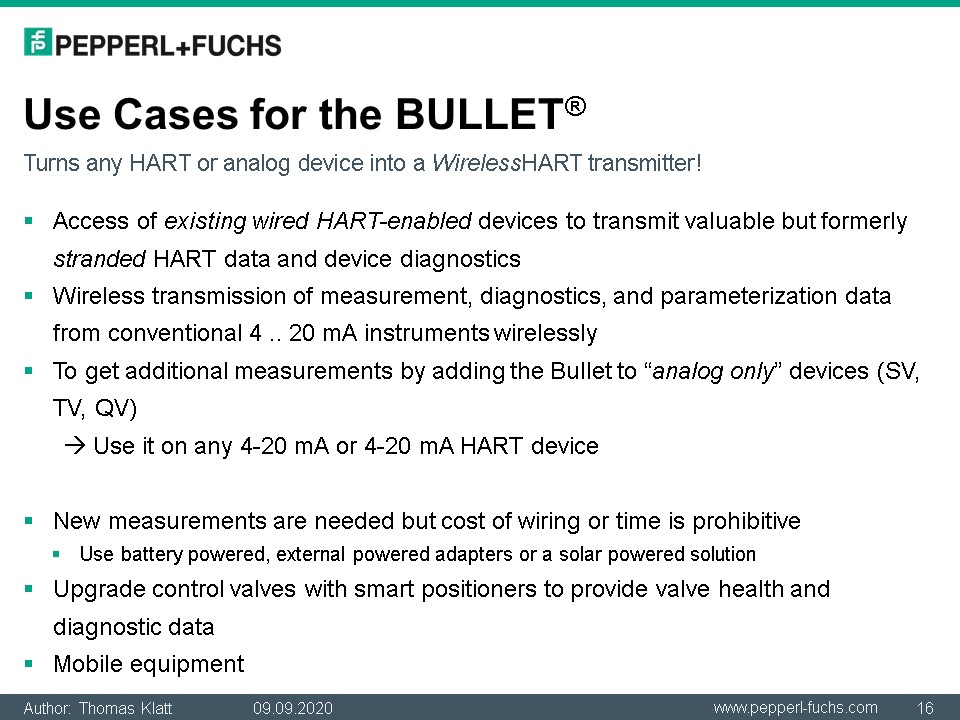 PEPPERL+FUCHS
Use Cases for the BULLET®
Turns any HART or analog device into a WirelessHART transmitter!
▪ Access of existing wired HART-enabled devices to transmit valuable but formerly
stranded HART data and device diagnostics
▪ Wireless transmission of measurement, diagnostics, and parameterization data
from conventional 4 .. 20 mA instruments wirelessly
▪ To get additional measurements by adding the Bullet to “analog only” devices (SV,
TV, QV)
→ Use it on any 4-20 mA or 4-20 mA HART device
▪ New measurements are needed but cost of wiring or time is prohibitive
▪ Use battery powered, external powered adapters or a solar powered solution
▪ Upgrade control valves with smart positioners to provide valve health and
diagnostic data
▪ Mobile equipment
Author: Thomas Klatt 09.09.2020 www.pepperl-fuchs.com 16